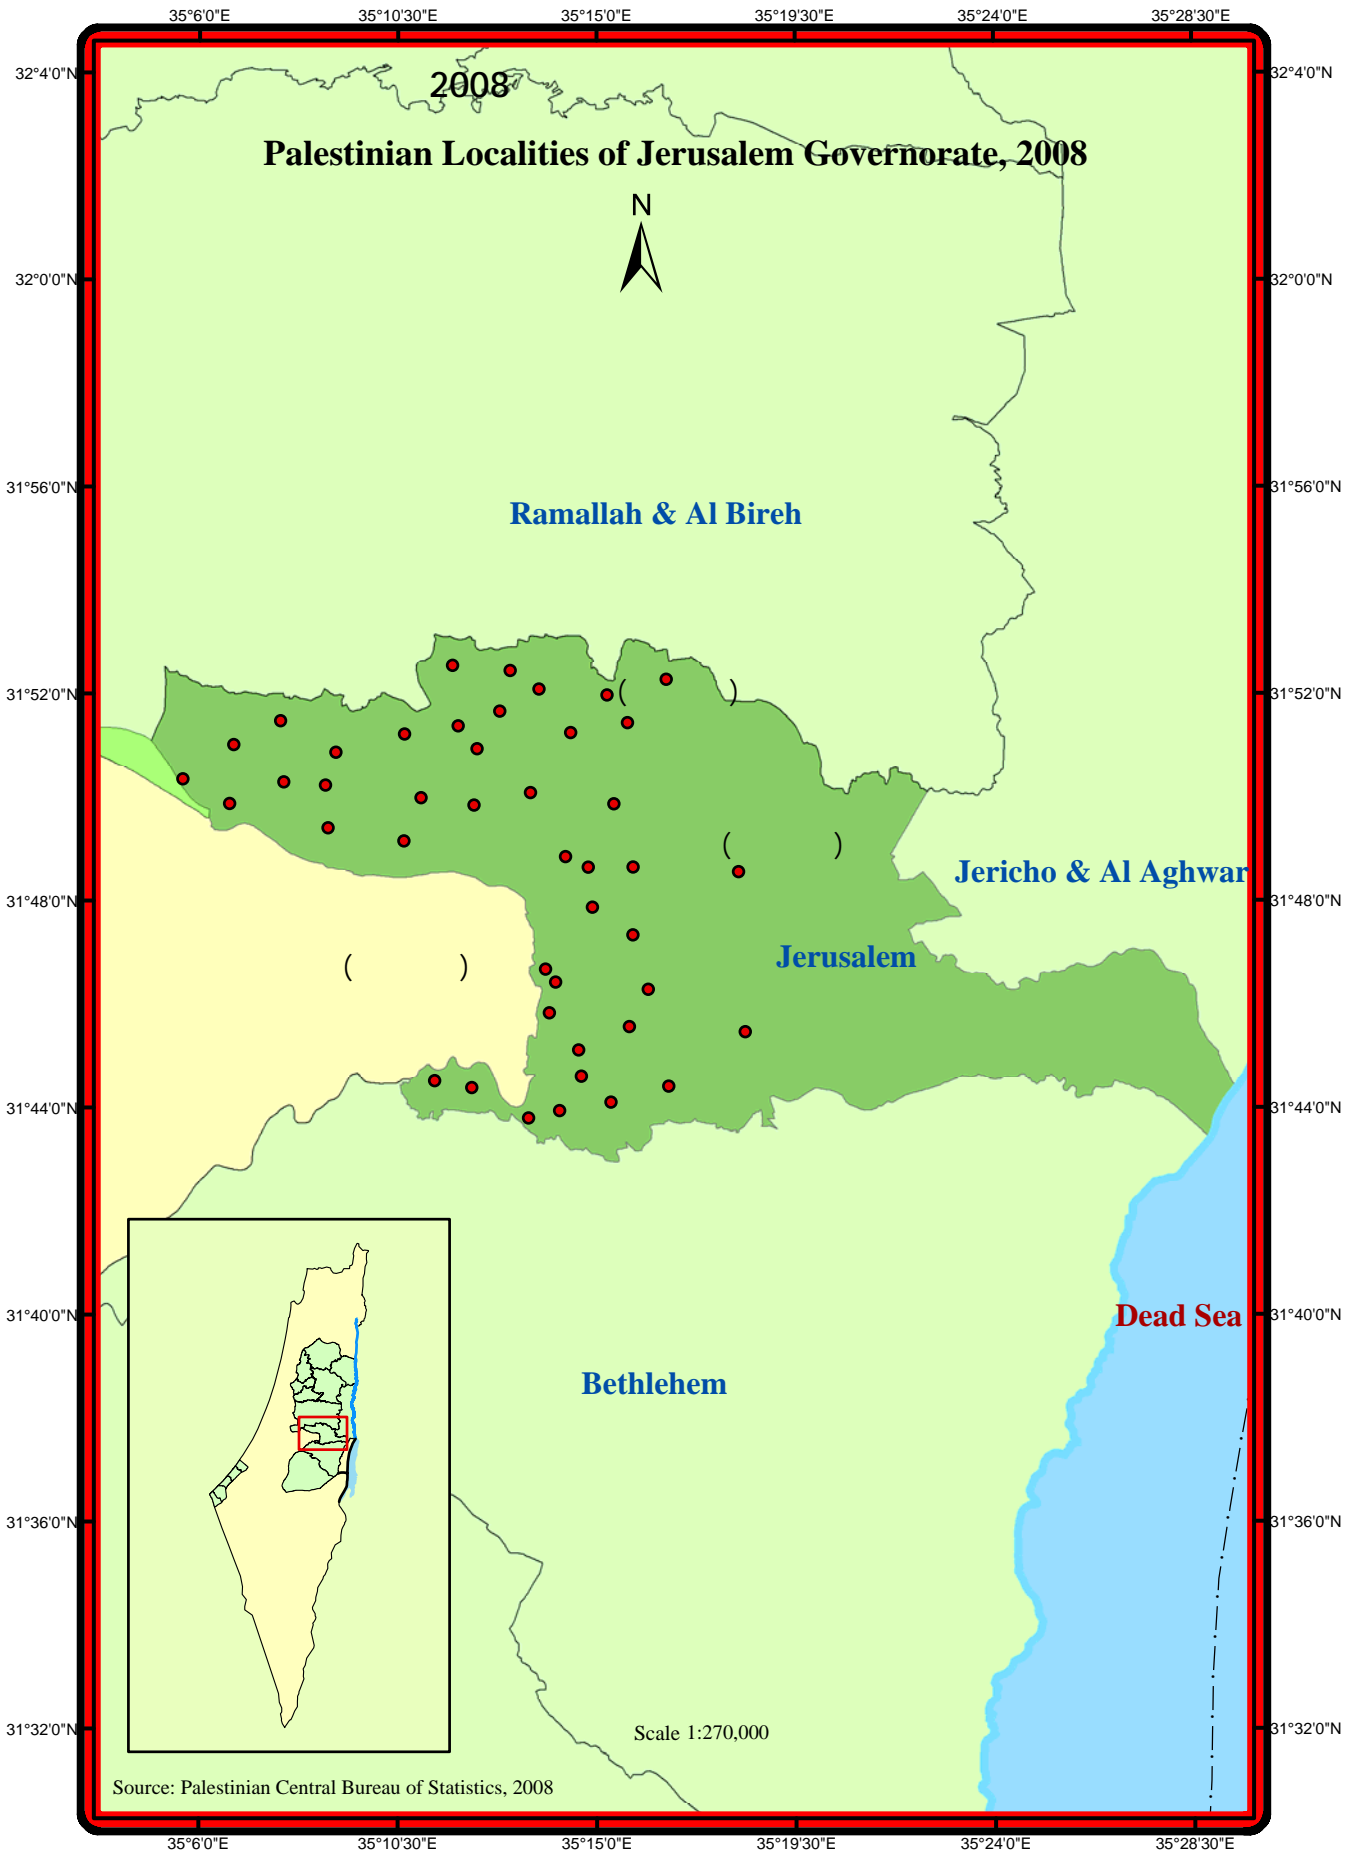 35°6'0"E 35°10'30"E 35°15'0"E 35°19'30"E 35°24'0"E 35°28'30"E
32°4'0"N 32°4'0"N
2008
Palestinian Localities of Jerusalem Governorate, 2008
N
32°0'0"N 32°0'0"N
31°56'0"N 31°56'0"N
Ramallah & Al Bireh
31°52'0"N ( ) 31°52'0"N
( )
Jericho & Al Aghwar
31°48'0"N 31°48'0"N
Jerusalem
( )
31°44'0"N 31°44'0"N
31°40'0"N Dead Sea 31°40'0"N
Bethlehem
31°36'0"N 31°36'0"N
31°32'0"N Scale 1:270,000 31°32'0"N
Source: Palestinian Central Bureau of Statistics, 2008
35°6'0"E 35°10'30"E 35°15'0"E 35°19'30"E 35°24'0"E 35°28'30"E